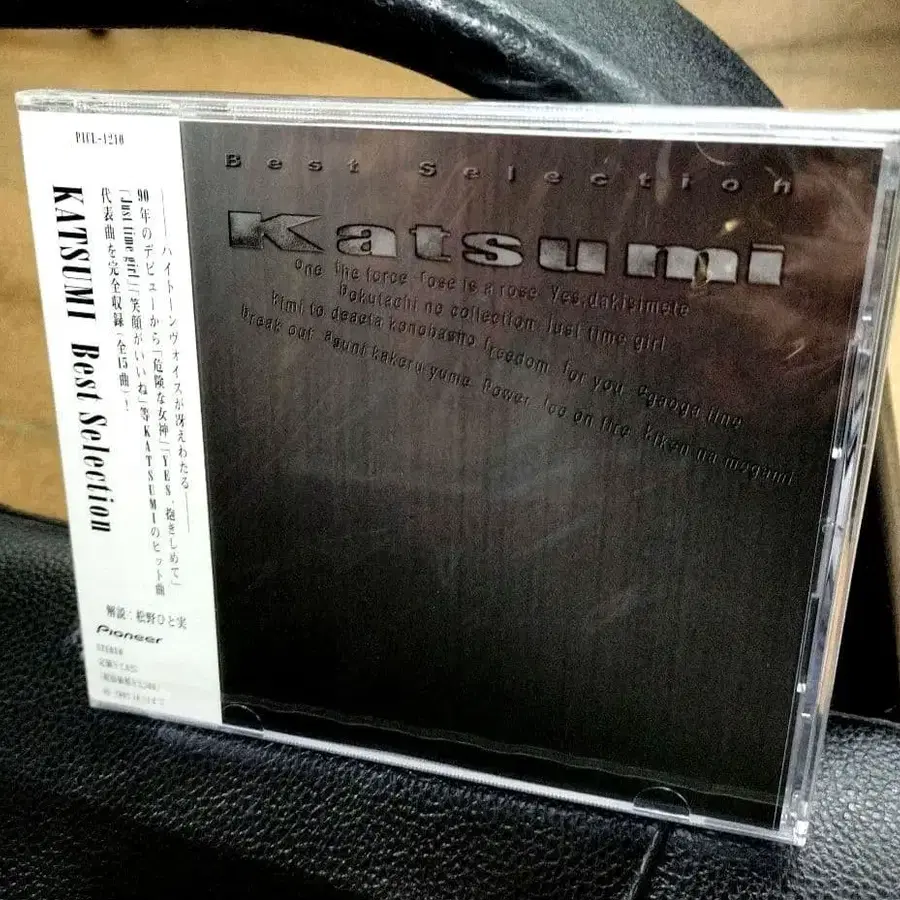 PICL-1210
KATSUMI Best Selection
――ハイトーンヴォイスが冴えわたる――
90年のデビューから「危険な女神」「YES,抱きしめて」
「Just time girl」「笑顔がいいね」等KATSUMIのヒット曲
代表曲を完全収録(全15曲)!
解説:松野ひと実
Pioneer
STEREO
Best Selection
Katsumi
one the force rose is a rose Yes,dakisimete
bokutachi no collection Just time girl
kimi to deaeta konobasho freedom for you egaoga iine
break out asuni kakeru yume Power Ice on fire kiken na megami